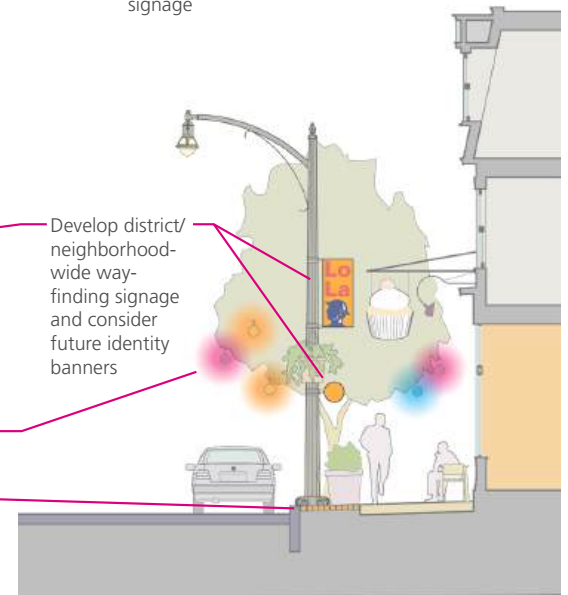 signage
Develop district/
neighborhood-
wide way-
finding signage
and consider
future identity
banners
Lo
La